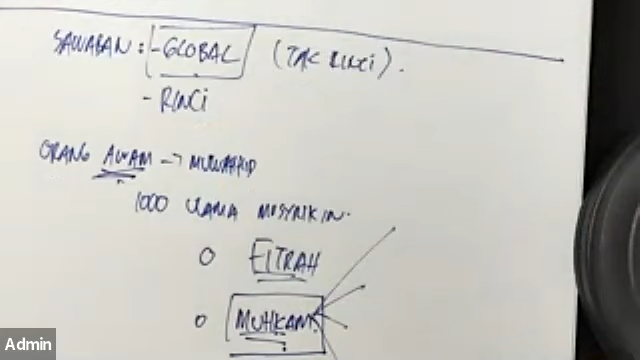 JAWABAN : - GLOBAL (TAK RINCI).
- RINCI
ORANG AWAM → MUWAHHID
1000 ULAMA MUSYRIKIN.
O FITRAH
O MUHKAM
Admin